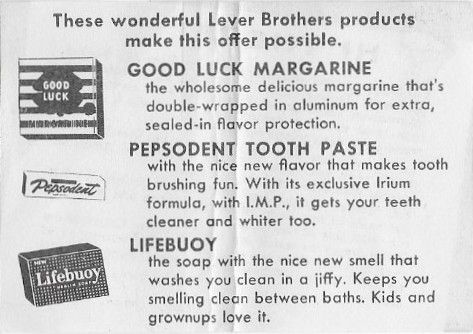 These wonderful Lever Brothers products
make this offer possible.
GOOD LUCK MARGARINE
the wholesome delicious margarine that's
double-wrapped in aluminum for extra,
sealed-in flavor protection.
GOOD
LUCK
MARGARINE
PEPSODENT TOOTH PASTE
with the nice new flavor that makes tooth
brushing fun. With its exclusive Irium
formula, with I.M.P., it gets your teeth
cleaner and whiter too.
Pepsodent
LIFEBUOY
the soap with the nice new smell that
washes you clean in a jiffy. Keeps you
smelling clean between baths. Kids and
grownups love it.
NEW
Lifebuoy
HEALTH SOAP